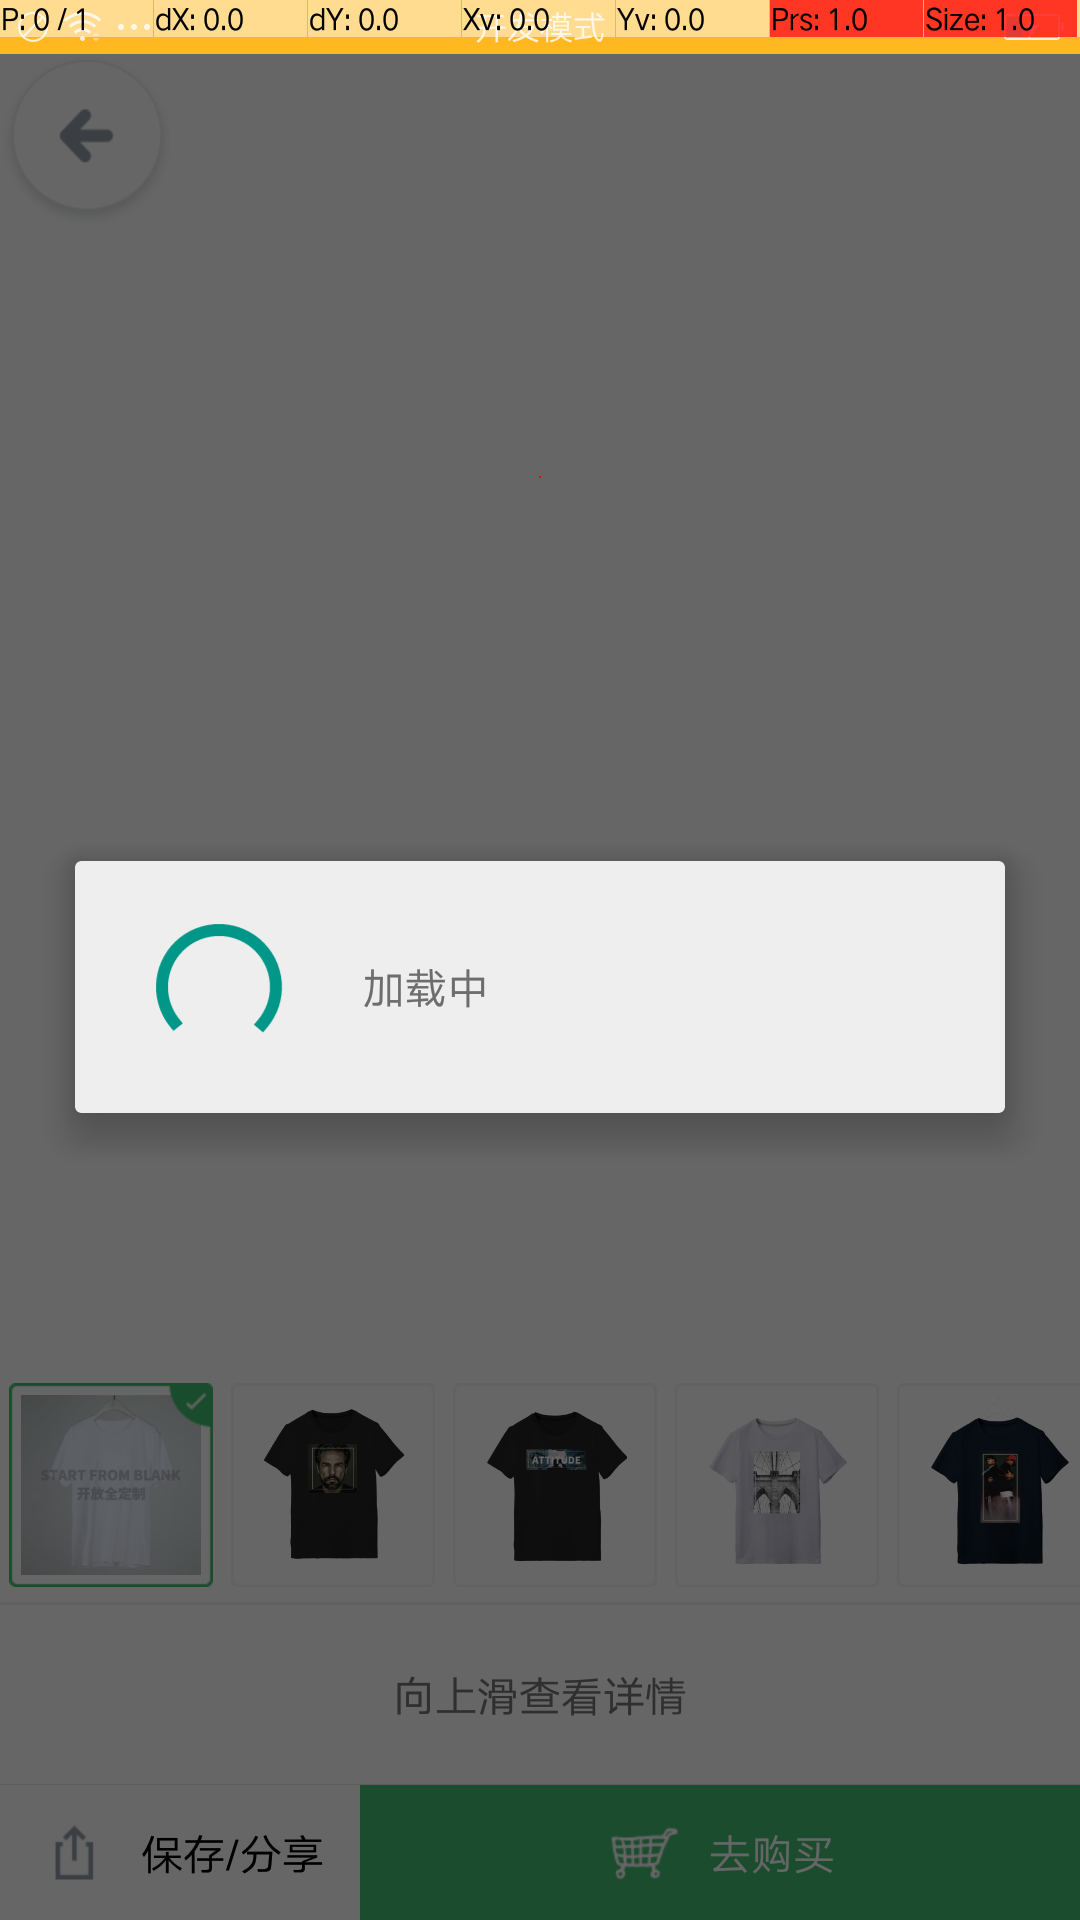 P: 0 / 1 dX: 0.0 dY: 0.0 Xv: 0.0 Yv: 0.0 Prs: 1.0 Size: 1.0
开发模式
加载中
START FROM BLANK
开放全定制
ATTITUDE
向上滑查看详情
保存/分享
去购买